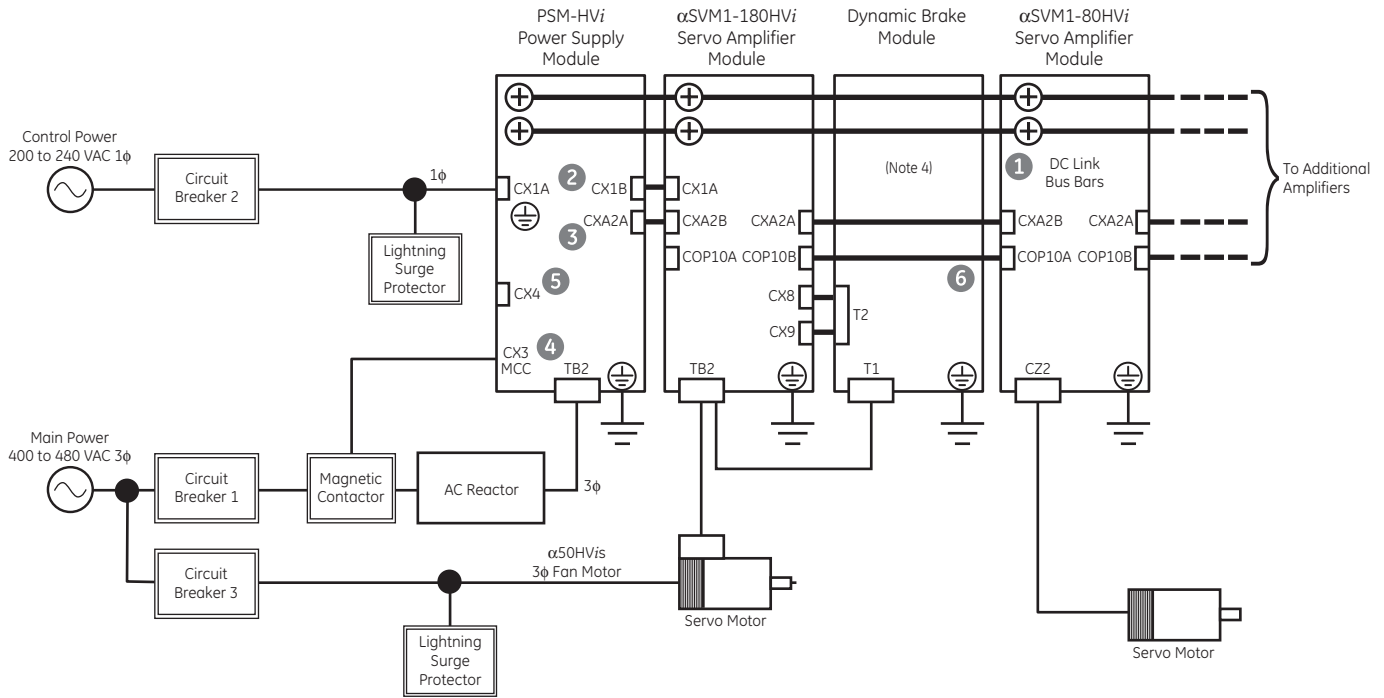 PSM-HVi
Power Supply
Module
αSVM1-180HVi
Servo Amplifier
Module
Dynamic Brake
Module
αSVM1-80HVi
Servo Amplifier
Module
Control Power
200 to 240 VAC 1ϕ
Circuit
Breaker 2
1ϕ
Lightning
Surge
Protector
CX1A
2
CX1B
CX1A
3
CXA2A
CXA2B
CXA2A
COP10A
COP10B
5
CX4
CX8
CX9
T2
4
CX3
MCC
TB2
TB2
T1
(Note 4)
1
DC Link
Bus Bars
CXA2B
CXA2A
6
COP10A
COP10B
CZ2
To Additional
Amplifiers
Main Power
400 to 480 VAC 3ϕ
Circuit
Breaker 1
Magnetic
Contactor
AC Reactor
3ϕ
Circuit
Breaker 3
α50HVis
3ϕ Fan Motor
Lightning
Surge
Protector
Servo Motor
Servo Motor